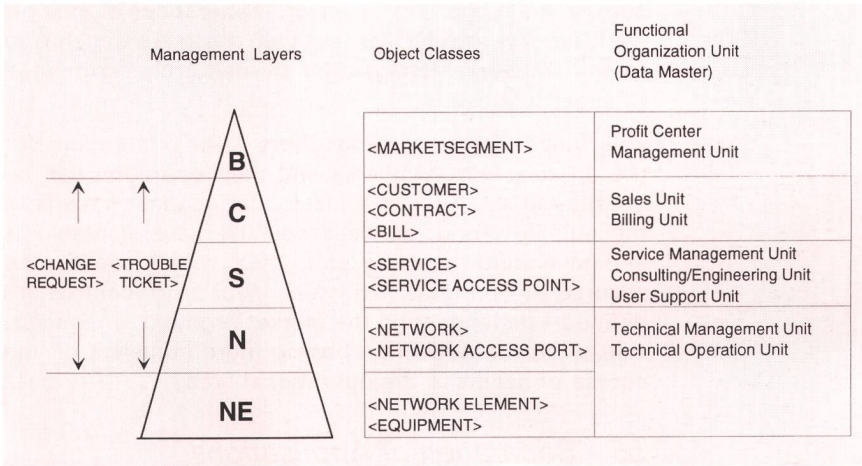 Management Layers
Object Classes
Functional
Organization Unit
(Data Master)
B
<MARKETSEGMENT>
Profit Center
Management Unit
C
<CUSTOMER>
<CONTRACT>
<BILL>
Sales Unit
Billing Unit
<CHANGE
REQUEST>
<TROUBLE
TICKET>
S
<SERVICE>
<SERVICE ACCESS POINT>
Service Management Unit
Consulting/Engineering Unit
User Support Unit
N
<NETWORK>
<NETWORK ACCESS PORT>
Technical Management Unit
Technical Operation Unit
NE
<NETWORK ELEMENT>
<EQUIPMENT>